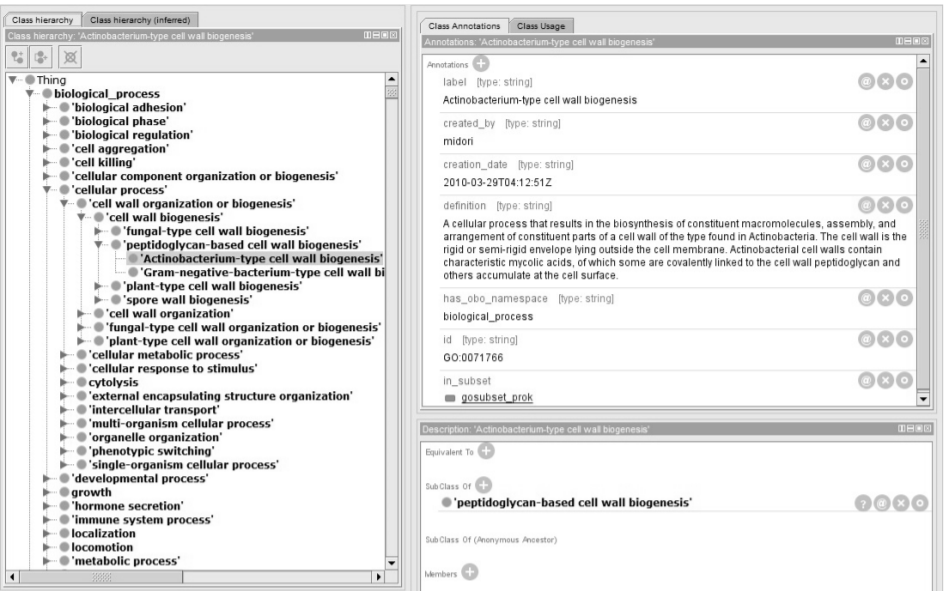 Class hierarchy
Class hierarchy (inferred)
Class hierarchy: 'Actinobacterium-type cell wall biogenesis'
Thing
biological_process
'biological adhesion'
'biological phase'
'biological regulation'
'cell aggregation'
'cell killing'
'cellular component organization or biogenesis'
'cellular process'
'cell wall organization or biogenesis'
'cell wall biogenesis'
'fungal-type cell wall biogenesis'
'peptidoglycan-based cell wall biogenesis'
'Actinobacterium-type cell wall biogenesis'
'Gram-negative-bacterium-type cell wall bi
'plant-type cell wall biogenesis'
'spore wall biogenesis'
'cell wall organization'
'fungal-type cell wall organization or biogenesis'
'plant-type cell wall organization or biogenesis'
'cellular metabolic process'
'cellular response to stimulus'
cytolysis
'external encapsulating structure organization'
'intercellular transport'
'multi-organism cellular process'
'organelle organization'
'phenotypic switching'
'single-organism cellular process'
'developmental process'
growth
'hormone secretion'
'immune system process'
localization
locomotion
'metabolic process'
Class Annotations
Class Usage
Annotations: 'Actinobacterium-type cell wall biogenesis'
Annotations
label [type: string]
Actinobacterium-type cell wall biogenesis
created_by [type: string]
midori
creation_date [type: string]
2010-03-29T04:12:51Z
definition [type: string]
A cellular process that results in the biosynthesis of constituent macromolecules, assembly, and
arrangement of constituent parts of a cell wall of the type found in Actinobacteria. The cell wall is the
rigid or semi-rigid envelope lying outside the cell membrane. Actinobacterial cell walls contain
characteristic mycolic acids, of which some are covalently linked to the cell wall peptidoglycan and
others accumulate at the cell surface.
has_obo_namespace [type: string]
biological_process
id [type: string]
GO:0071766
in_subset
gosubset_prok
Description: 'Actinobacterium-type cell wall biogenesis'
Equivalent To
SubClass Of
'peptidoglycan-based cell wall biogenesis'
SubClass Of (Anonymous Ancestor)
Members